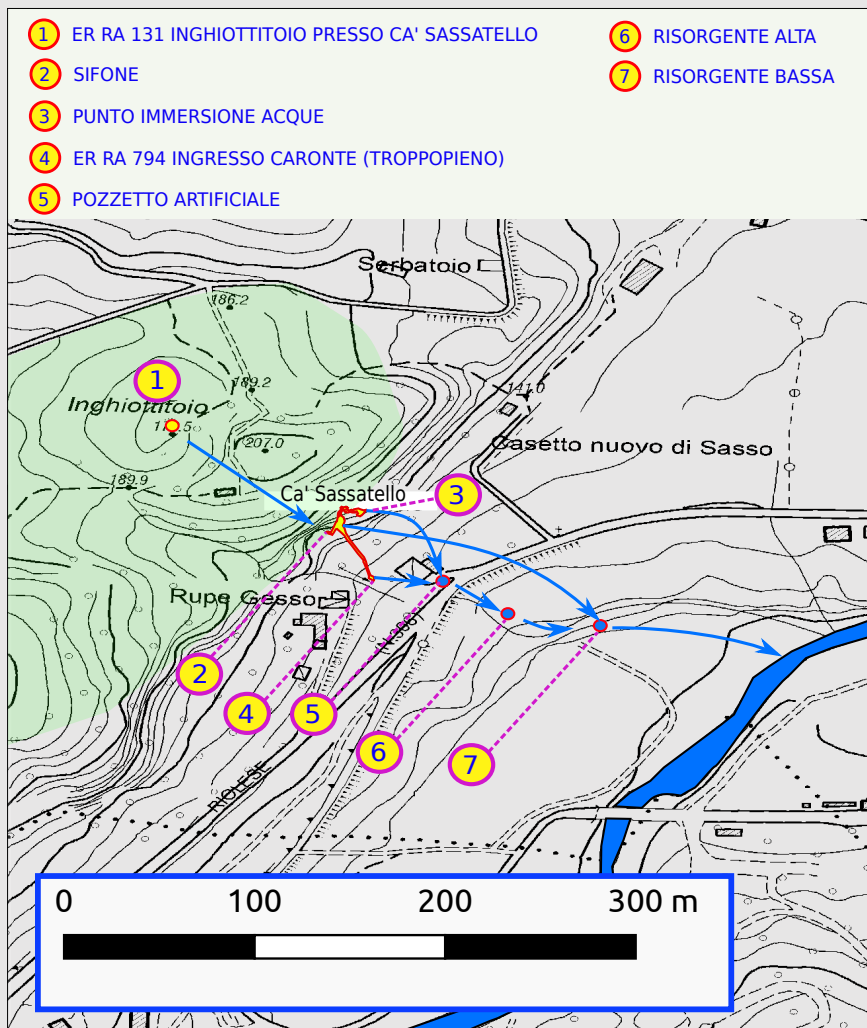 1 ER RA 131 INGHIOTTITOIO PRESSO CA' SASSATELLO
2 SIFONE
3 PUNTO IMMERSIONE ACQUE
4 ER RA 794 INGRESSO CARONTE (TROPPOPIENO)
5 POZZETTO ARTIFICIALE
6 RISORGENTE ALTA
7 RISORGENTE BASSA
Serbatoio
186.2
1
189.2
141.0
Inghiottitoio
207.0
Casetto nuovo di Sasso
189.9
Ca' Sassatello
3
Rupe Gesso
2
4
5
6
7
RIOLESE
0 100 200 300 m